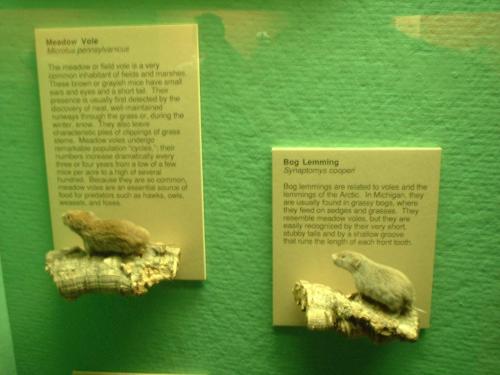 Meadow Vole
Microtus pennsylvanicus
The meadow or field vole is a very
common inhabitant of fields and marshes.
These brown or grayish mice have small
ears and eyes and a short tail. Their
presence is usually first detected by the
discovery of neat, well-maintained
runways through the grass or, during the
winter, snow. They also leave
characteristic piles of clippings of grass
stems. Meadow voles undergo
remarkable population "cycles,"; their
numbers increase dramatically every
three or four years from a low of a few
mice per acre to a high of several
hundred. Because they are so common,
meadow voles are an essential source of
food for predators such as hawks, owls,
weasels, and foxes.
Bog Lemming
Synaptomys cooperi
Bog lemmings are related to voles and the
lemmings of the Arctic. In Michigan, they
are usually found in grassy bogs, where
they feed on sedges and grasses. They
resemble meadow voles, but they are
easily recognized by their very short,
stubby tails and by a shallow groove
that runs the length of each front tooth.